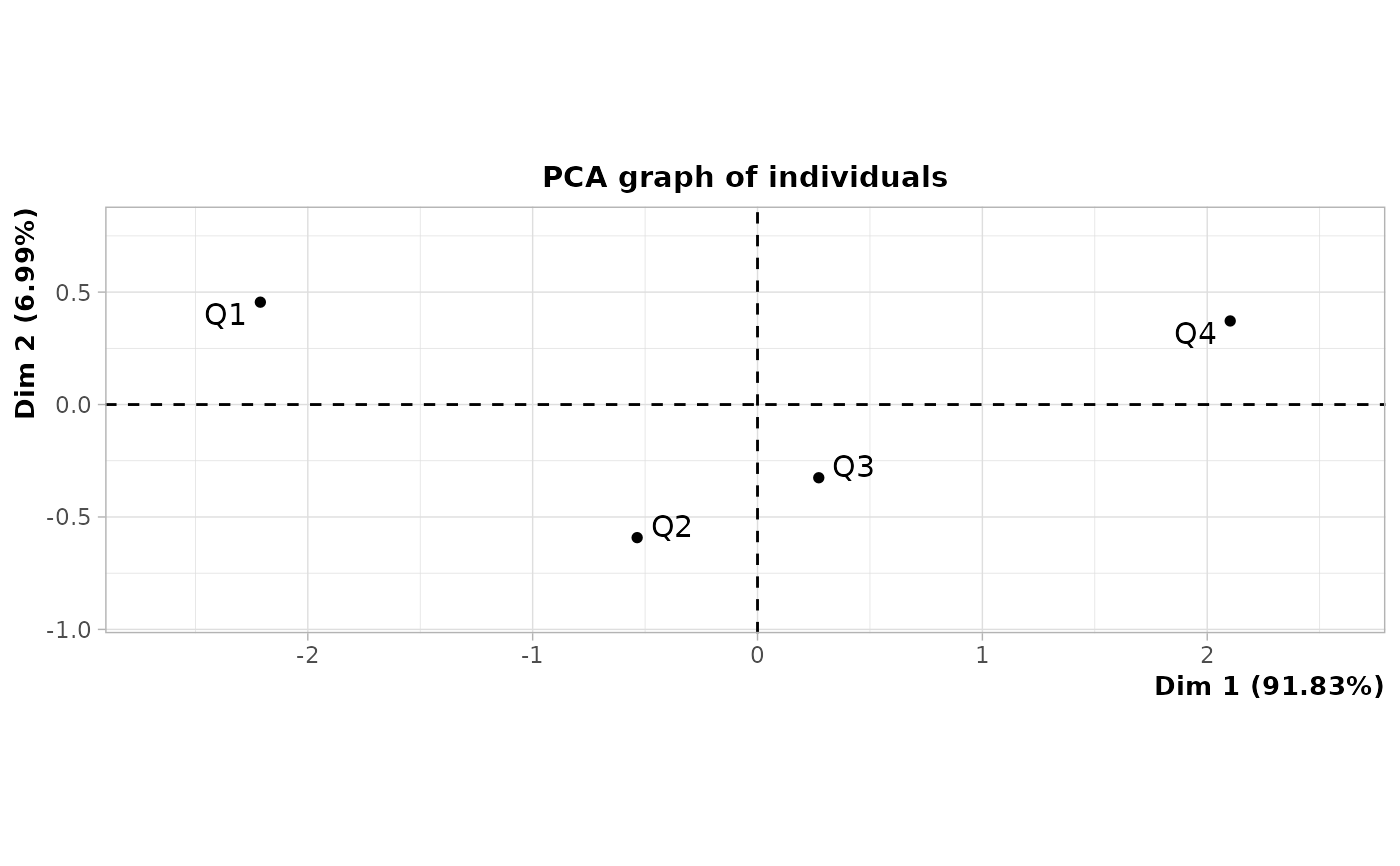 PCA graph of individuals
Dim 2 (6.99%)
0.5
0.0
-0.5
-1.0
Q1
Q4
Q3
Q2
-2
-1
0
1
2
Dim 1 (91.83%)